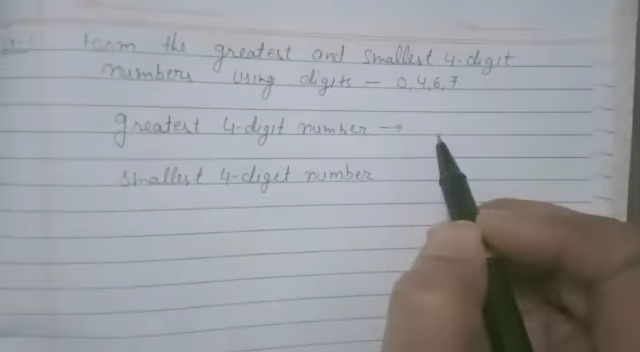 Form the greatest and smallest 4-digit
numbers using digits - 0,4,6,7
greatest 4-digit number →
smallest 4-digit number